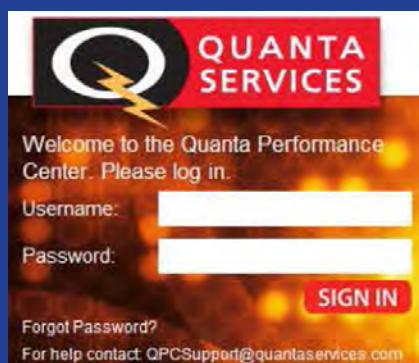 QUANTA
SERVICES
Welcome to the Quanta Performance
Center. Please log in.
Username:
Password:
SIGN IN
Forgot Password?
For help contact QPCSupport@quantaservices.com